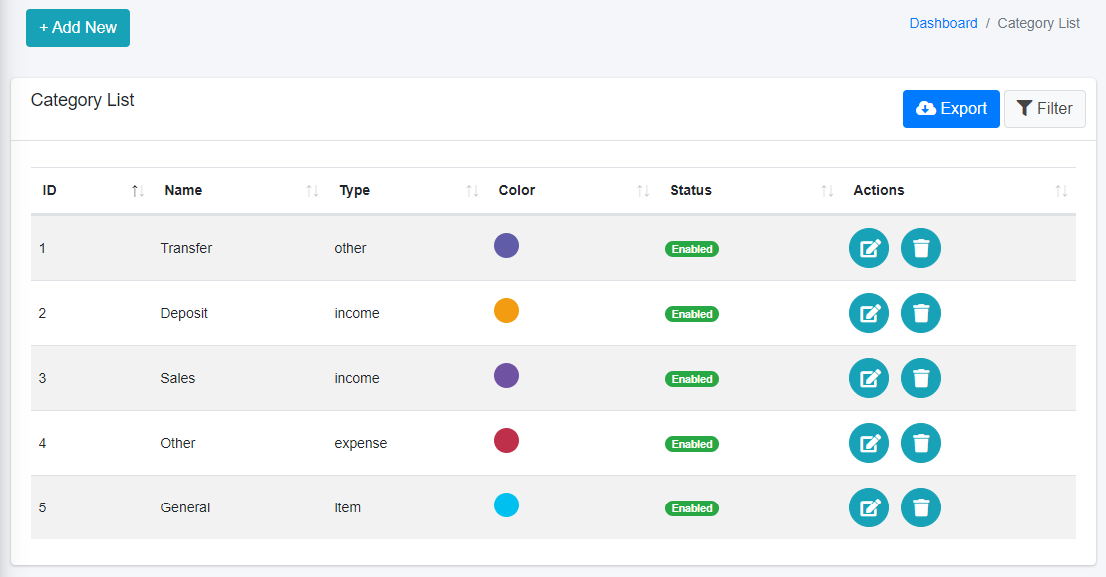 + Add New
Dashboard / Category List
Category List
Export
Filter
ID Name Type Color Status Actions
1 Transfer other Enabled
2 Deposit income Enabled
3 Sales income Enabled
4 Other expense Enabled
5 General Item Enabled